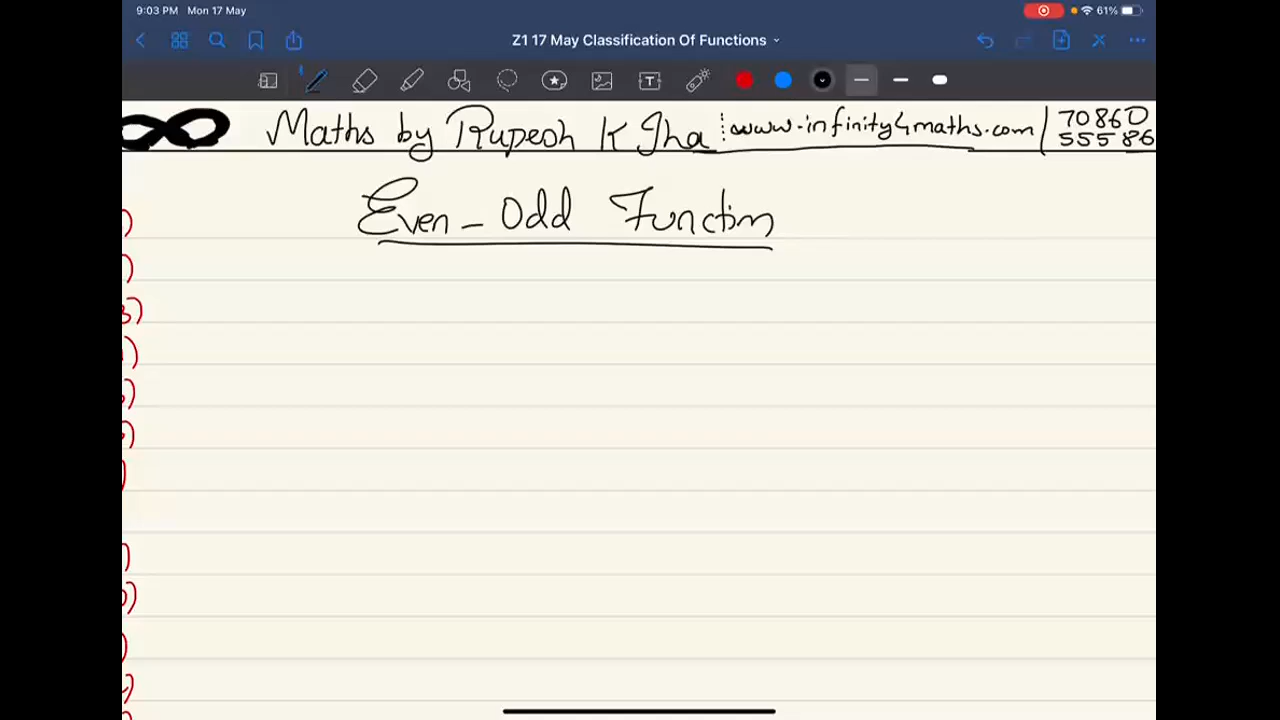 9:03 PM Mon 17 May 61%
Z1 17 May Classification Of Functions
Maths by Rupesh K Jha www.infinity4maths.com 70860
55586
Even - Odd Function